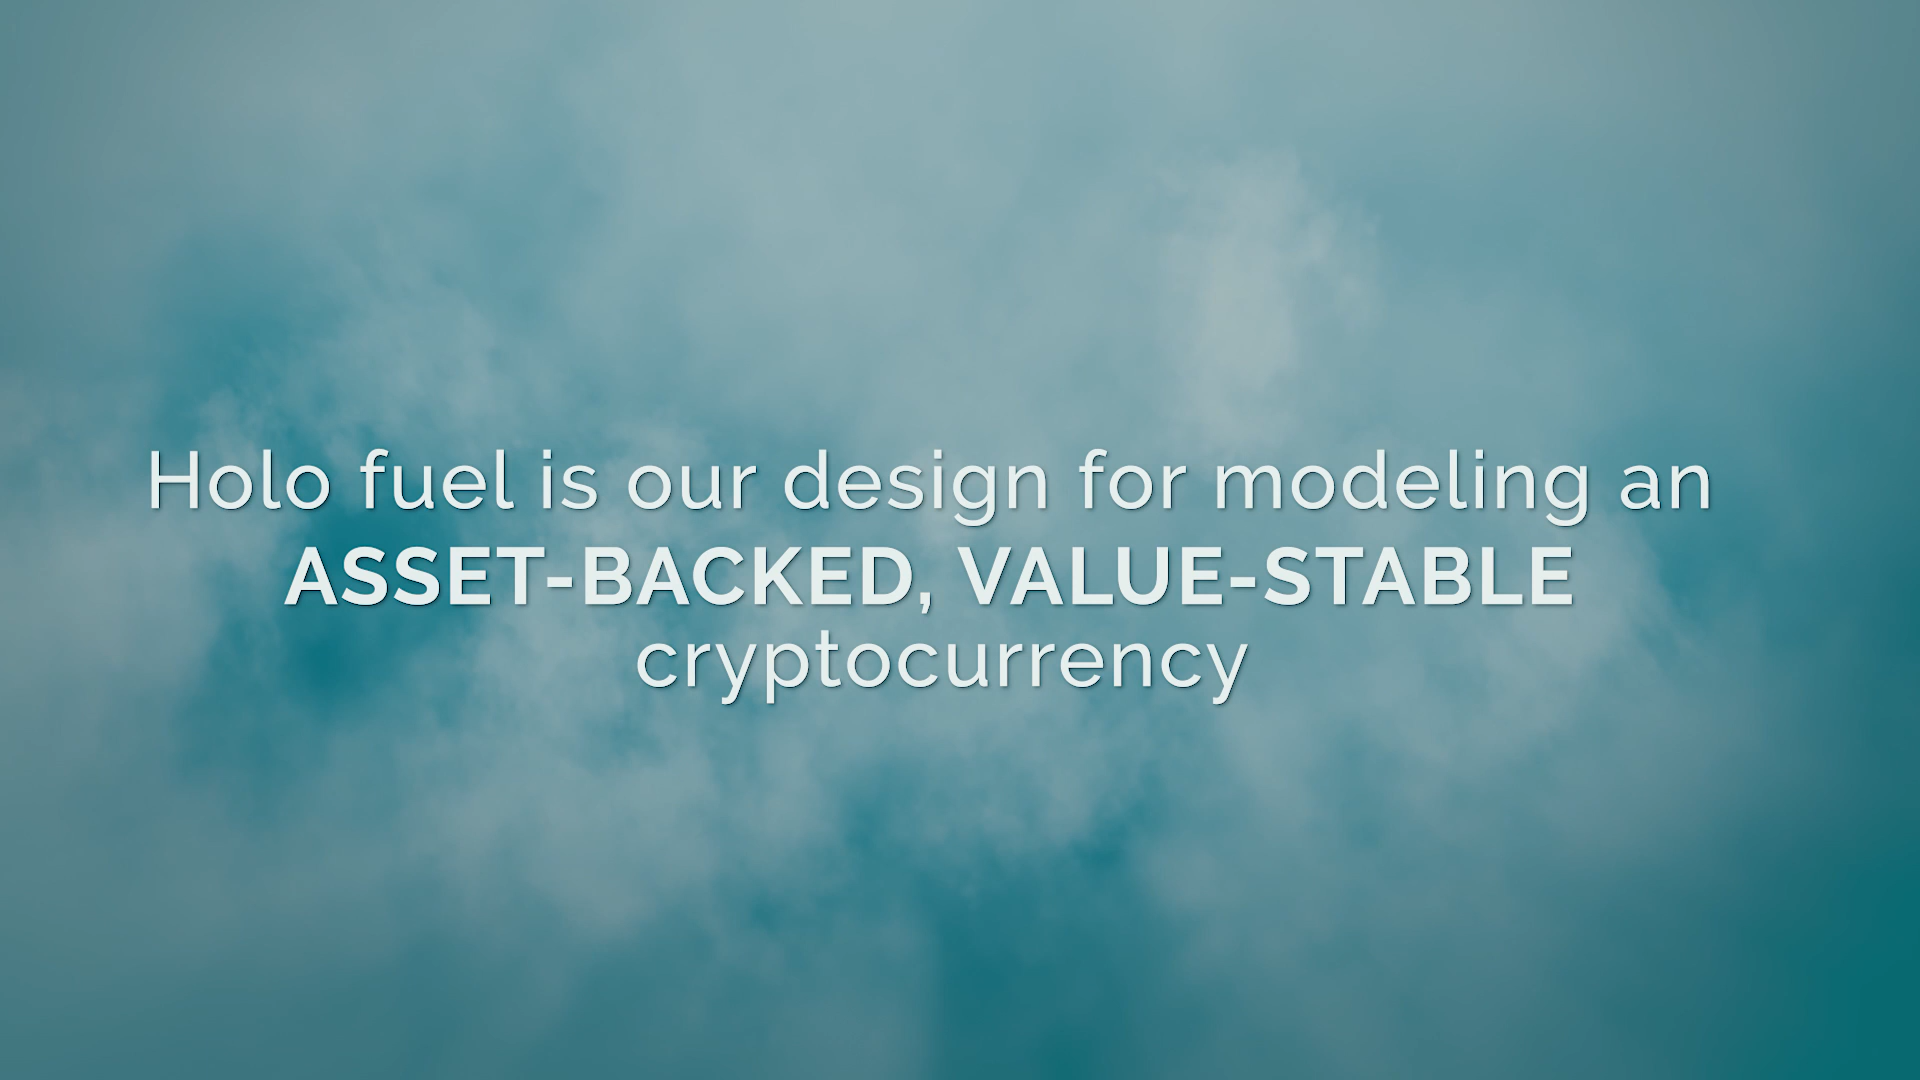 Holo fuel is our design for modeling an
ASSET-BACKED, VALUE-STABLE
cryptocurrency